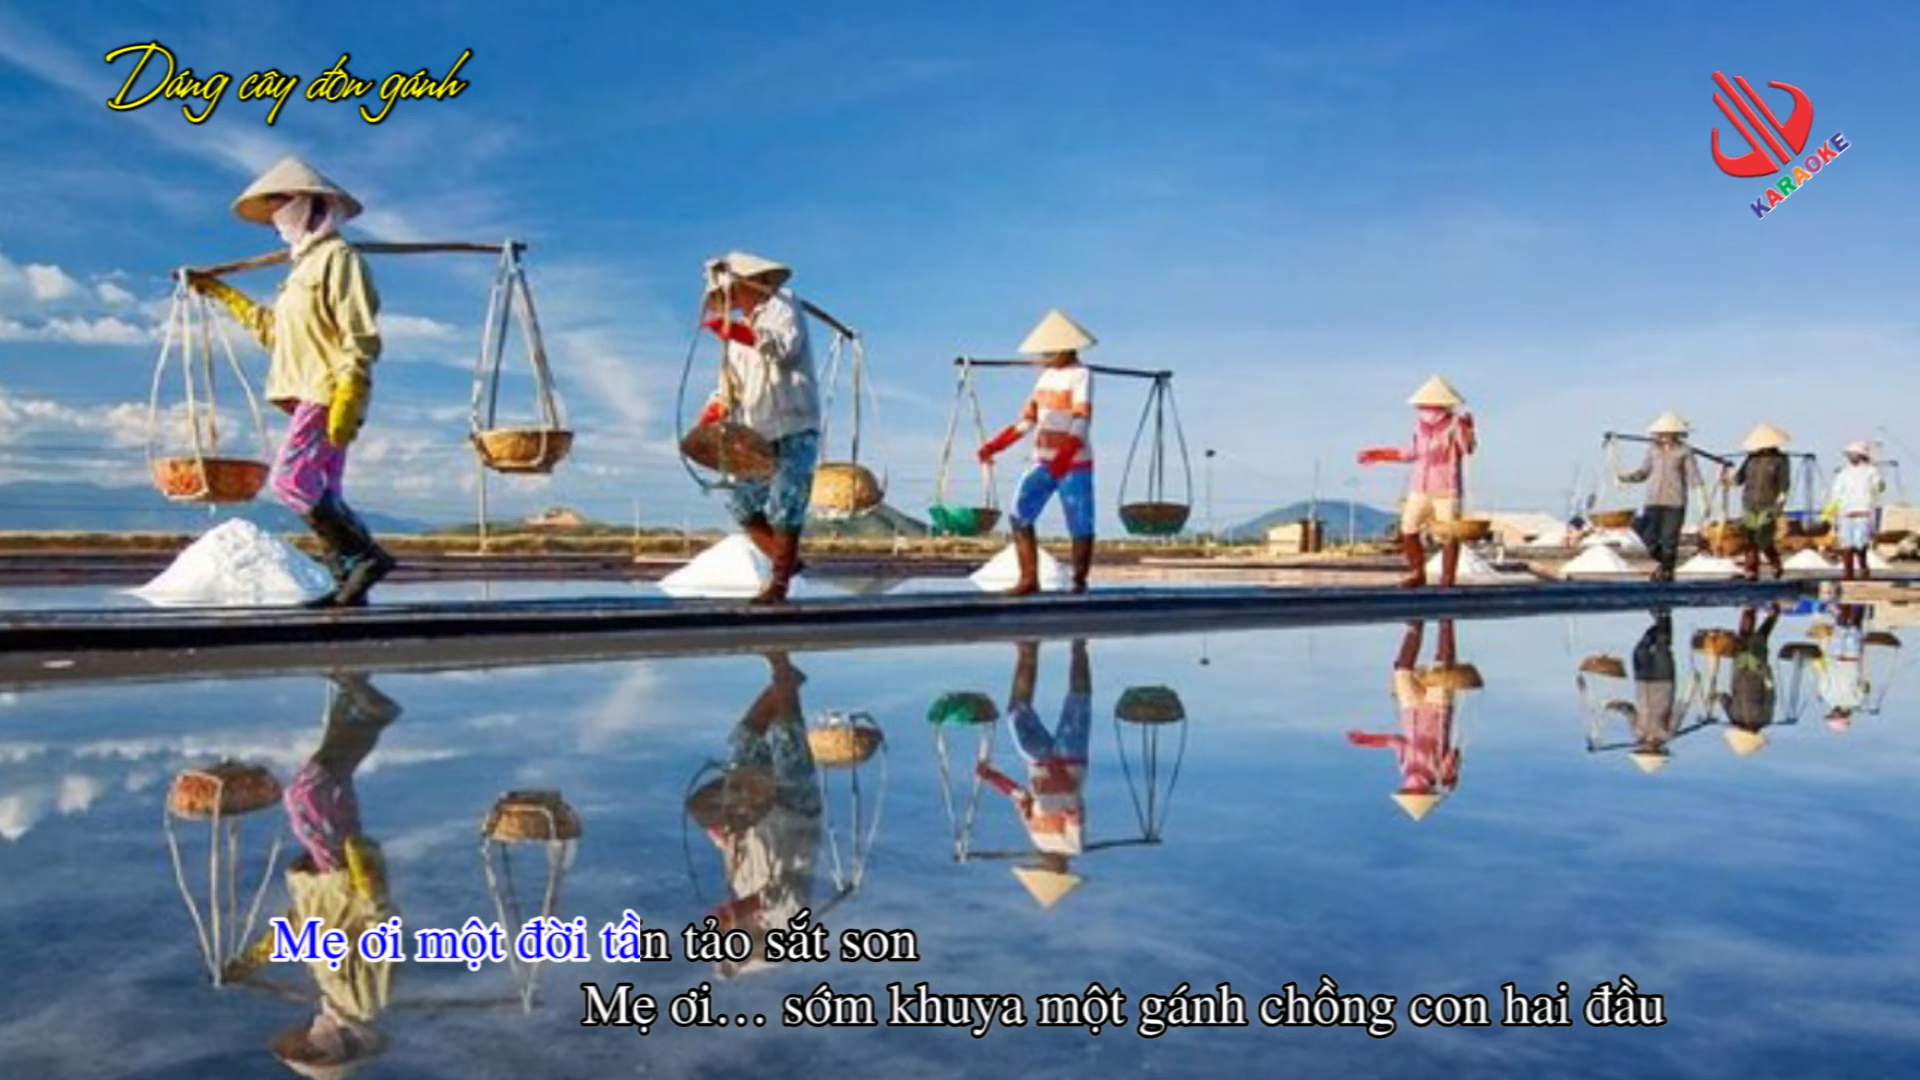 Dáng cây đòn gánh
KARAOKE
Mẹ ơi một đời tần tảo sắt son
Mẹ ơi... sớm khuya một gánh chồng con hai đầu